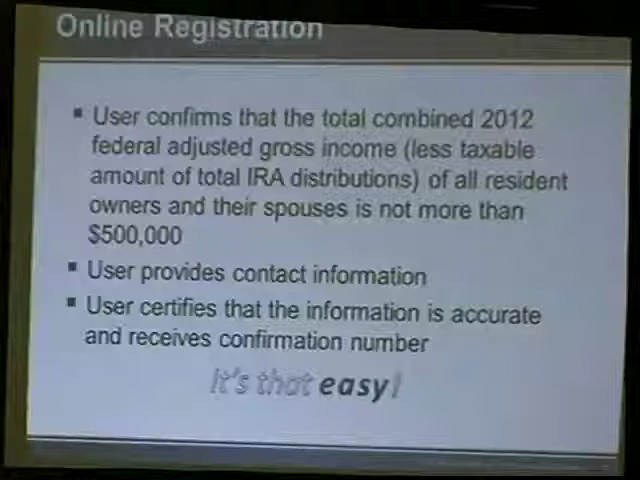 Online Registration
▪ User confirms that the total combined 2012
federal adjusted gross income (less taxable
amount of total IRA distributions) of all resident
owners and their spouses is not more than
$500,000
▪ User provides contact information
▪ User certifies that the information is accurate
and receives confirmation number
It's that easy!